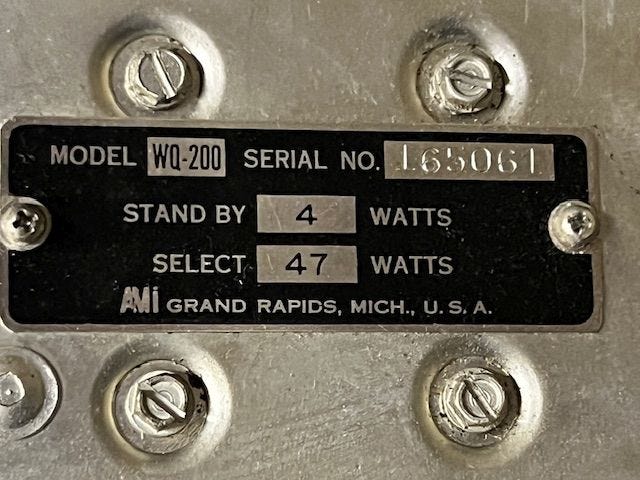 MODEL WQ-200 SERIAL NO. 165061
STAND BY 4 WATTS
SELECT 47 WATTS
AMi GRAND RAPIDS, MICH., U.S.A.